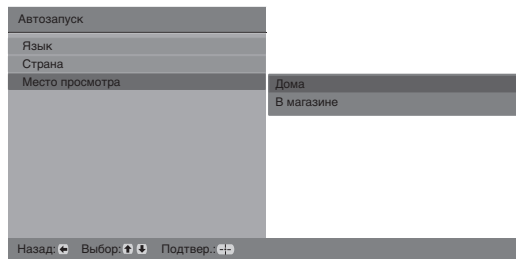 Автозапуск
Язык
Страна
Место просмотра
Дома
В магазине
Назад: Выбор: Подтвер.: